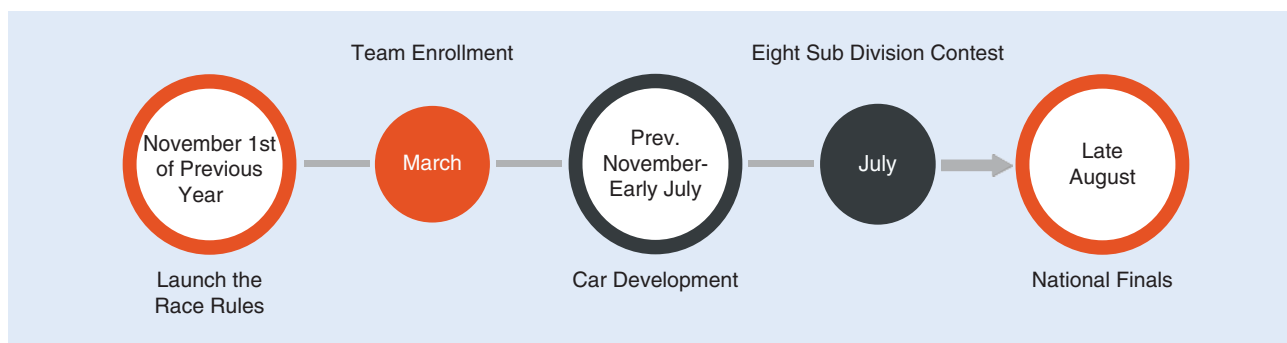 Team Enrollment
Eight Sub Division Contest
November 1st
of Previous
Year
March
Prev.
November-
Early July
July
Late
August
Launch the
Race Rules
Car Development
National Finals